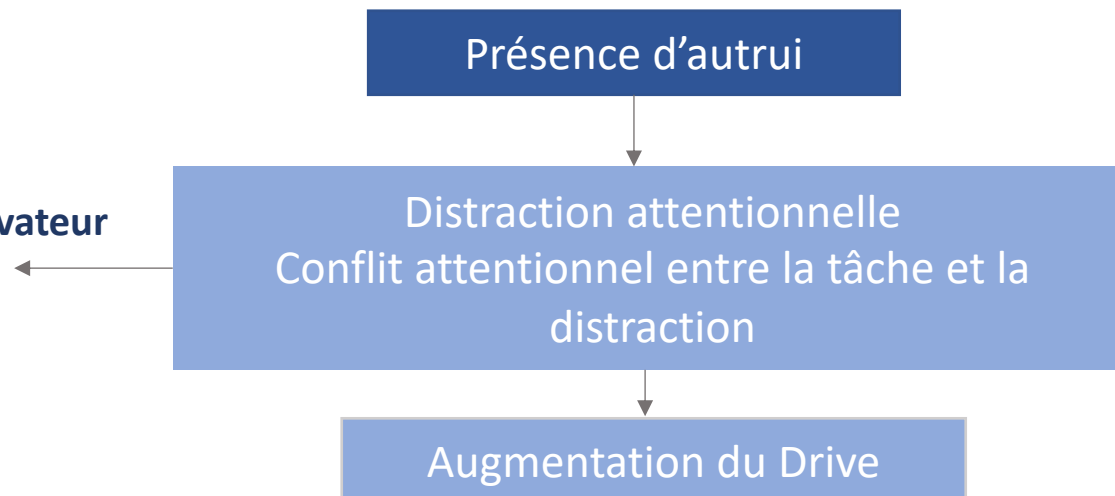 Présence d’autrui
vateur
Distraction attentionnelle
Conflit attentionnel entre la tâche et la
distraction
Augmentation du Drive